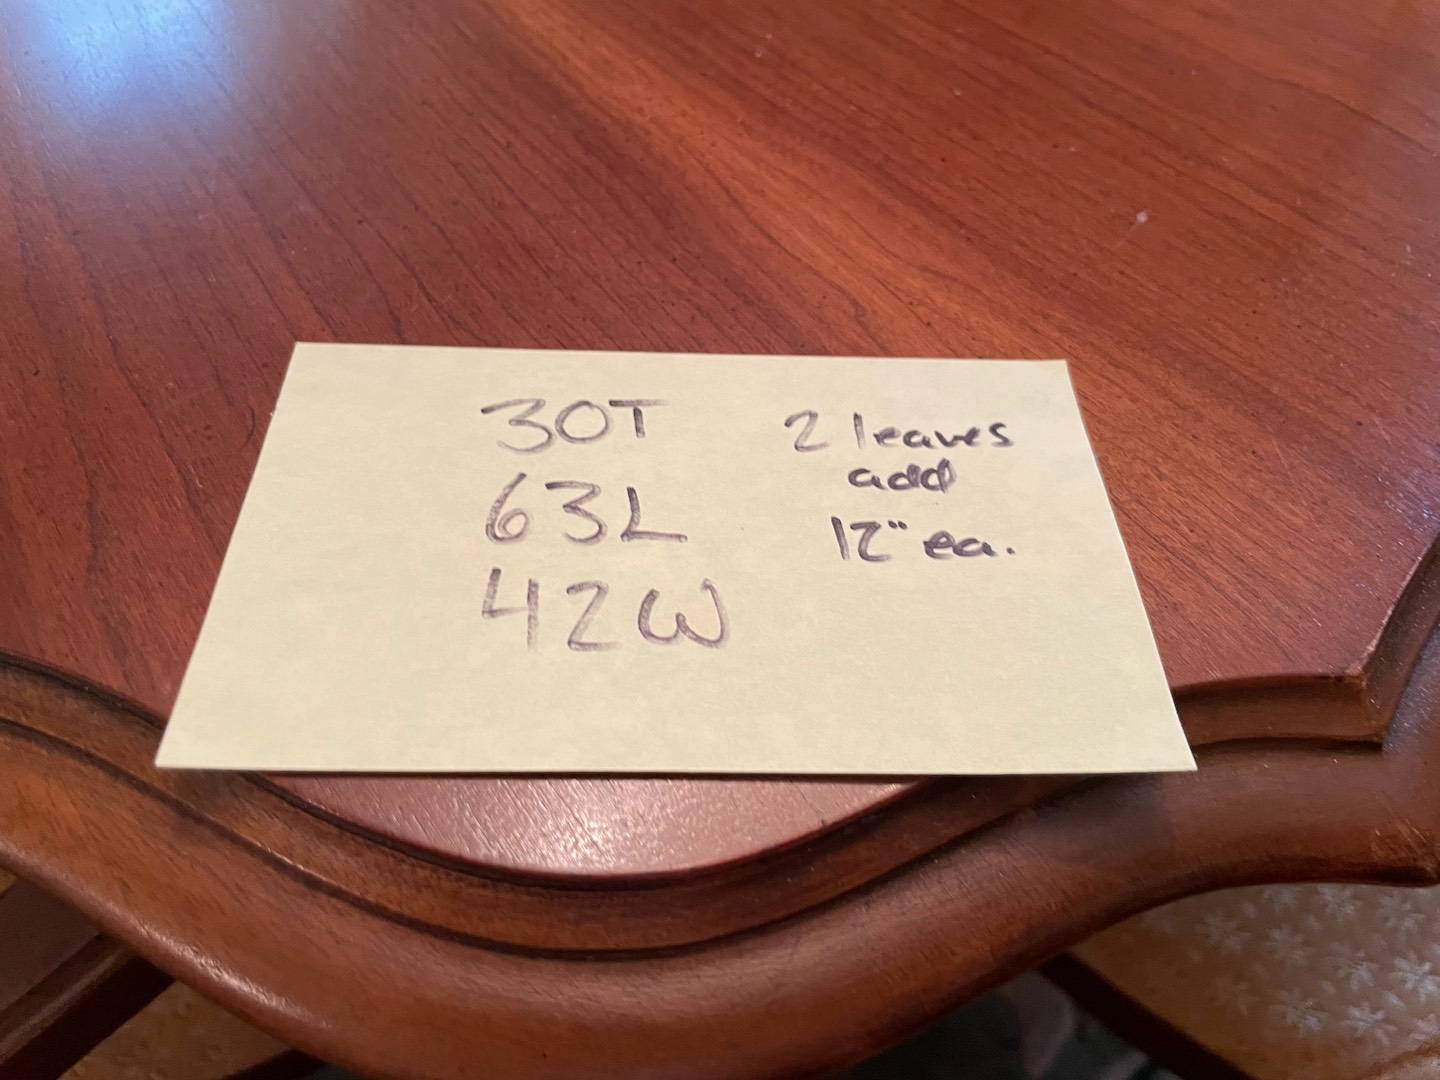 30T
63L
42W
2 leaves
add
12" ea.